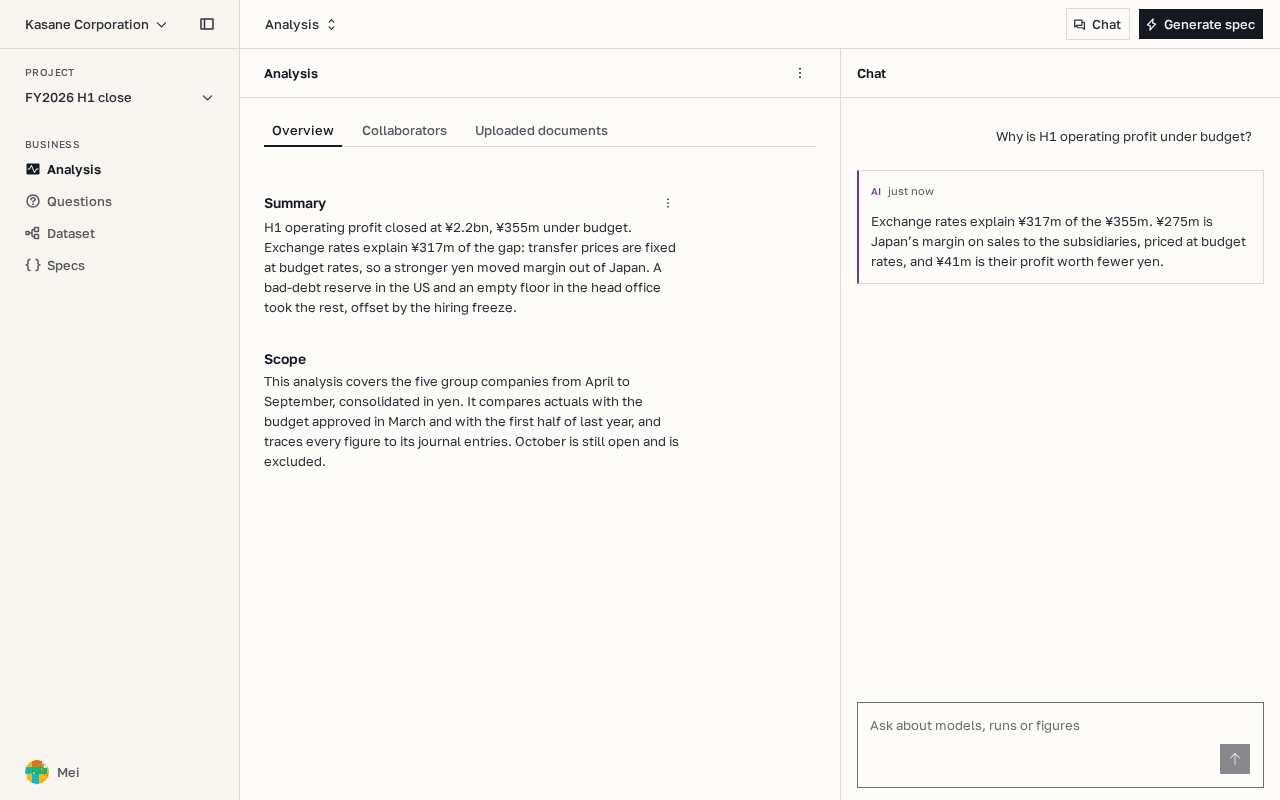 Kasane Corporation
PROJECT
FY2026 H1 close
BUSINESS
Analysis
Questions
Dataset
Specs
Mei
Analysis
Chat
Generate spec
Analysis
Overview
Collaborators
Uploaded documents
Summary
H1 operating profit closed at ¥2.2bn, ¥355m under budget.
Exchange rates explain ¥317m of the gap: transfer prices are fixed
at budget rates, so a stronger yen moved margin out of Japan. A
bad-debt reserve in the US and an empty floor in the head office
took the rest, offset by the hiring freeze.
Scope
This analysis covers the five group companies from April to
September, consolidated in yen. It compares actuals with the
budget approved in March and with the first half of last year, and
traces every figure to its journal entries. October is still open and is
excluded.
Chat
Why is H1 operating profit under budget?
AI just now
Exchange rates explain ¥317m of the ¥355m. ¥275m is
Japan’s margin on sales to the subsidiaries, priced at budget
rates, and ¥41m is their profit worth fewer yen.
Ask about models, runs or figures